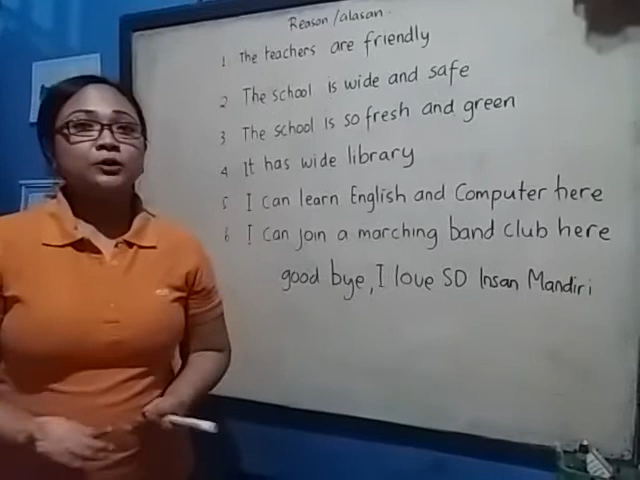 Reason / alasan.
1 The teachers are friendly
2 The school is wide and safe
3 The school is so fresh and green
4 It has wide library
5 I can learn English and Computer here
6 I can join a marching band club here
good bye, I love SD Insan Mandiri